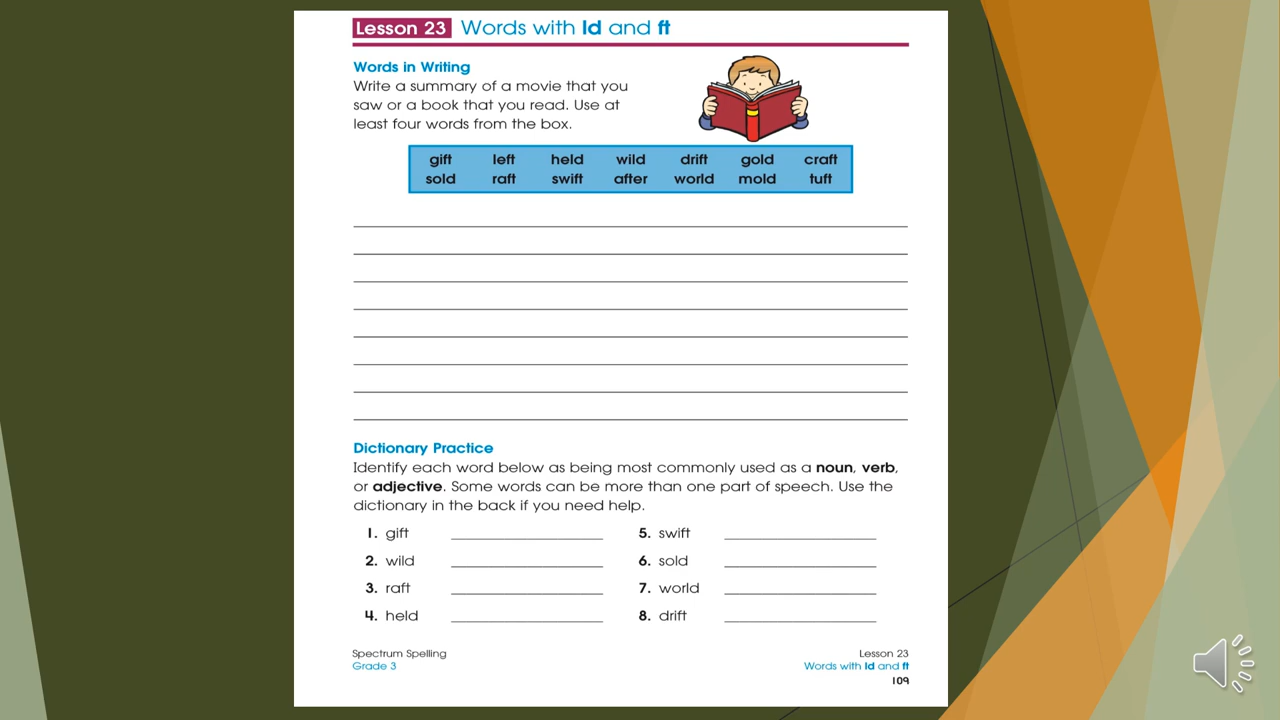 Lesson 23 Words with ld and ft
Words in Writing
Write a summary of a movie that you
saw or a book that you read. Use at
least four words from the box.
gift left held wild drift gold craft
sold raft swift after world mold tuft
Dictionary Practice
Identify each word below as being most commonly used as a noun, verb,
or adjective. Some words can be more than one part of speech. Use the
dictionary in the back if you need help.
1. gift
2. wild
3. raft
4. held
5. swift
6. sold
7. world
8. drift
Spectrum Spelling
Grade 3
Lesson 23
Words with ld and ft
109